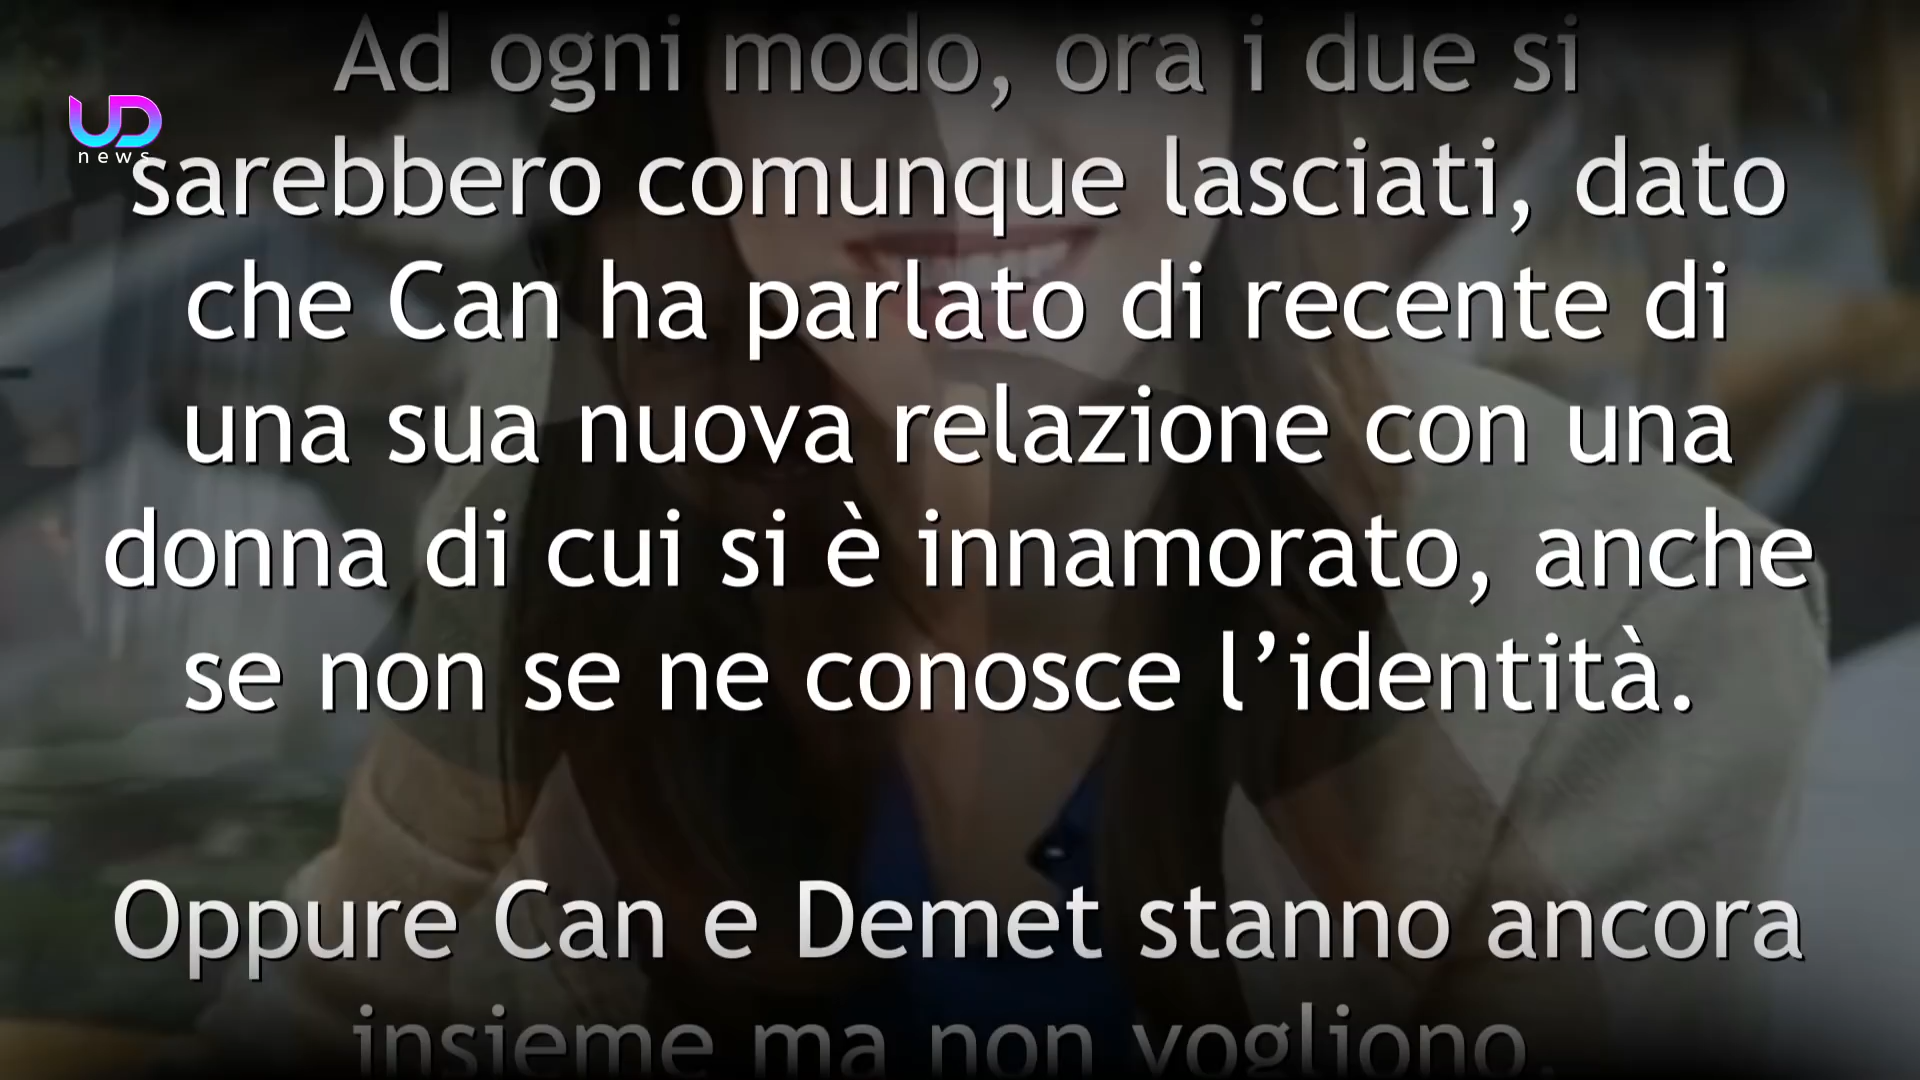 Ad ogni modo, ora i due si
UD
news
sarebbero comunque lasciati, dato
che Can ha parlato di recente di
una sua nuova relazione con una
donna di cui si è innamorato, anche
se non se ne conosce l’identità.
Oppure Can e Demet stanno ancora
insieme ma non vogliono